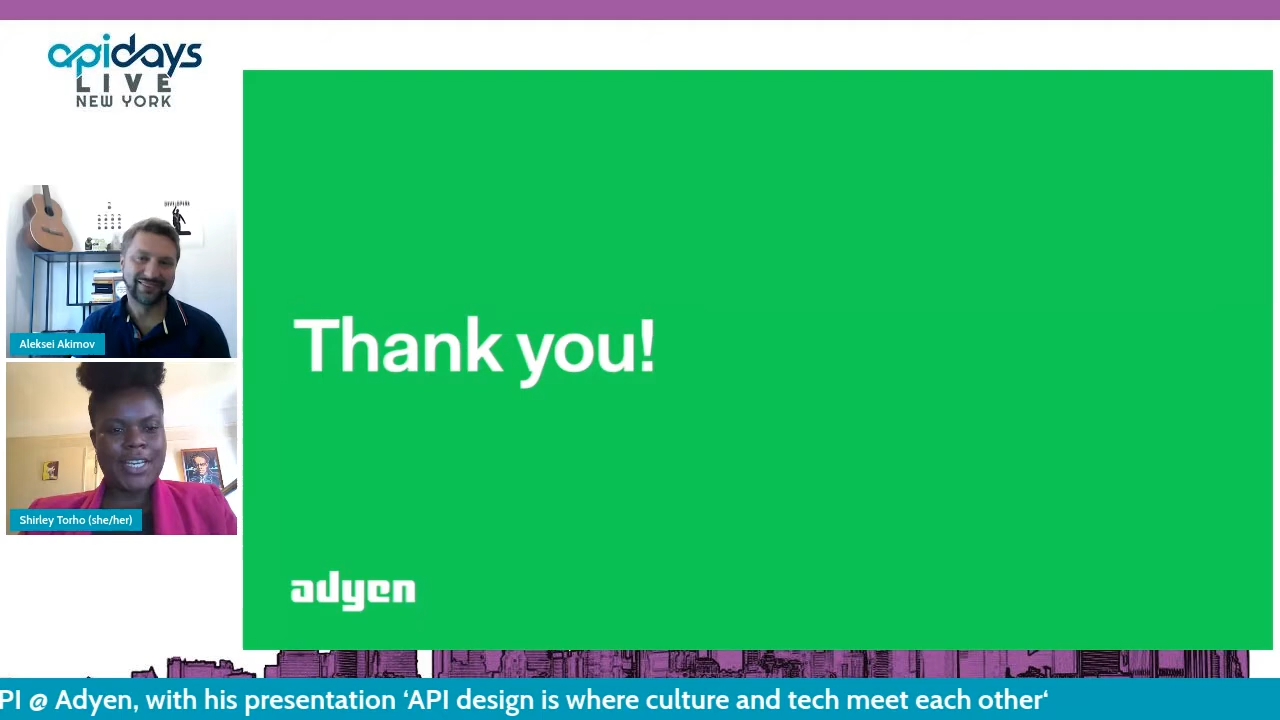 apidays
LIVE
NEW YORK
DEVELOPERS
Aleksei Akimov
Shirley Torho (she/her)
Thank you!
adyen
PI @ Adyen, with his presentation ‘API design is where culture and tech meet each other‘